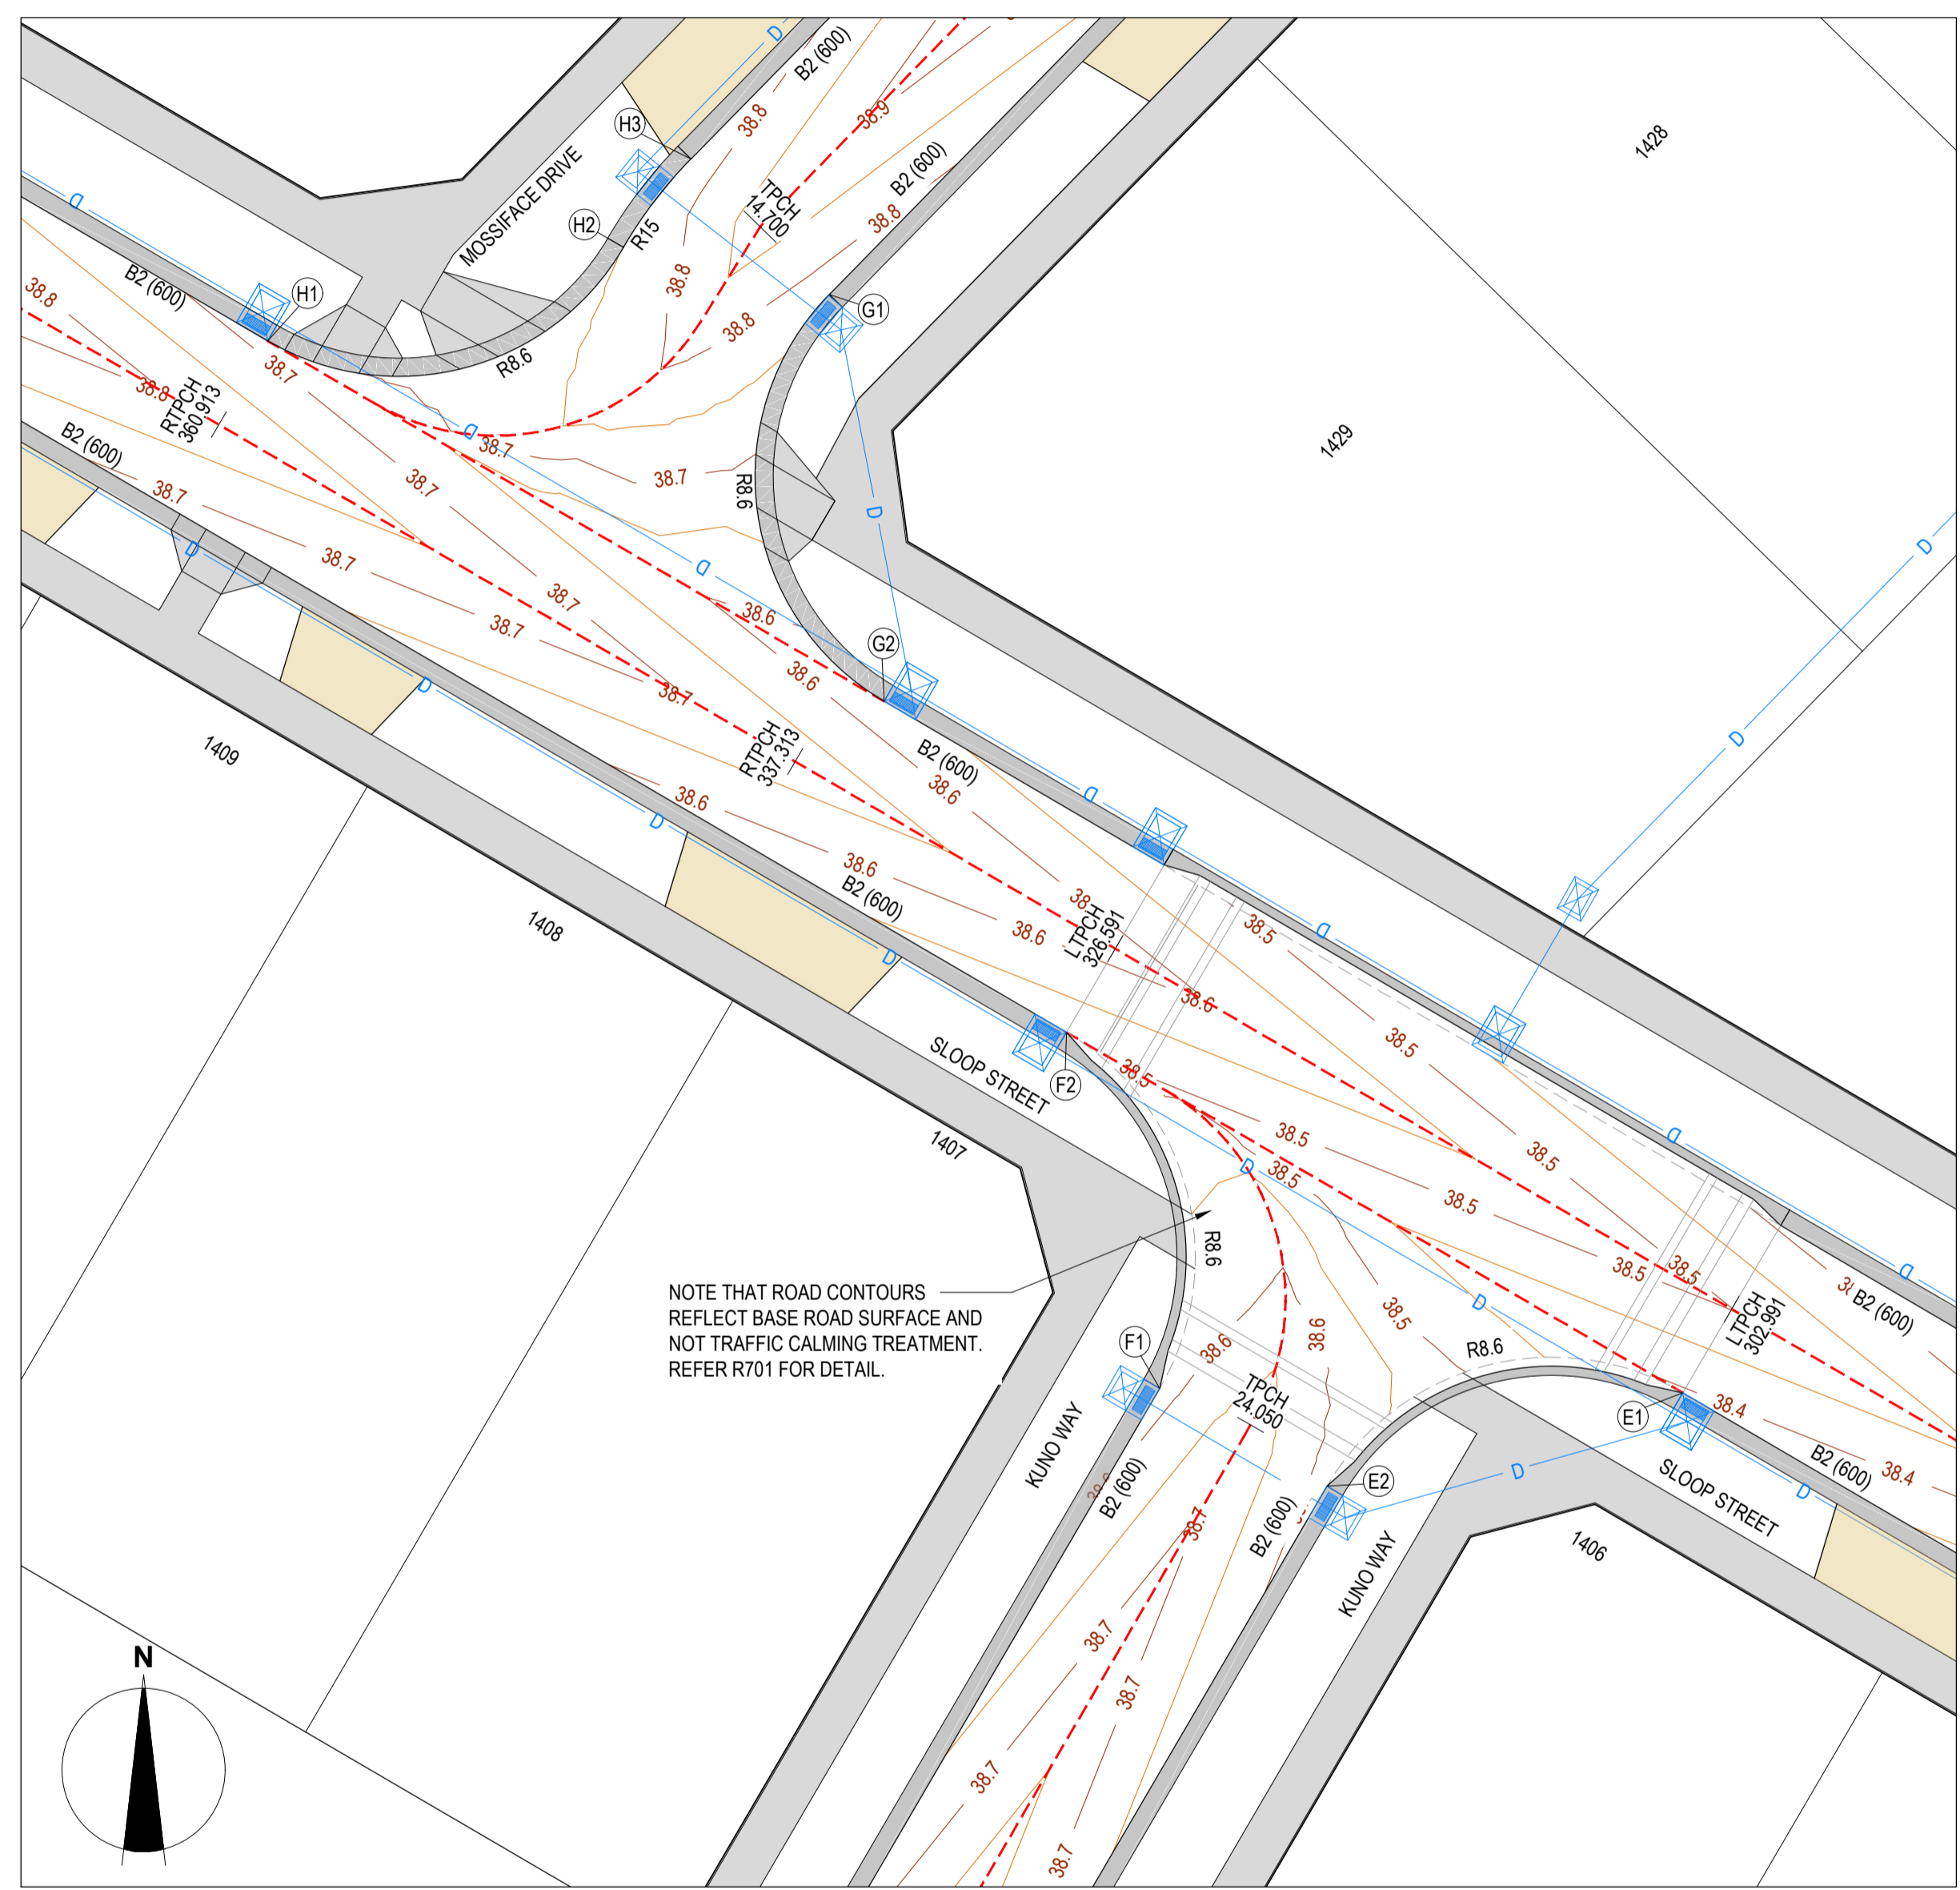 D
B2 (600)
H3
38.8
38.9
1428
MOSSIFACE DRIVE
B2 (600)
D
TPCH
14.700
H2
R15
38.8
38.8
B2 (600)
38.8
H1
G1
38.8
38.7
R8.6
38.8
RTPCH
360.913
B2 (600)
D
38.7
1429
38.7
38.7
38.7
R8.6
D
D
38.7
D
D
38.7
38.6
38.7
G2
38.6
D
38.7
1409
RTPCH
337.313
B2 (600)
D
38.6
38.6
D
D
38.6
B2 (600)
38
LTPCH
326.591
38.6
38.5
D
1408
D
38.6
SLOOP STREET
38.5
38.5
F2
1407
38.5
38.5
38.5
D
D
38.5
R8.6
38.5
38.5
D
NOTE THAT ROAD CONTOURS
REFLECT BASE ROAD SURFACE AND
NOT TRAFFIC CALMING TREATMENT.
REFER R701 FOR DETAIL.
D
38.5
B2 (600)
LTPCH
302.991
F1
38.6
38.6
R8.6
TPCH
24.050
E1
38.4
KUNO WAY
B2 (600)
38.4
D
D
SLOOP STREET
E2
B2 (600)
B2 (600)
38.7
KUNO WAY
1406
38.7
38.7
38.7
38.7
N